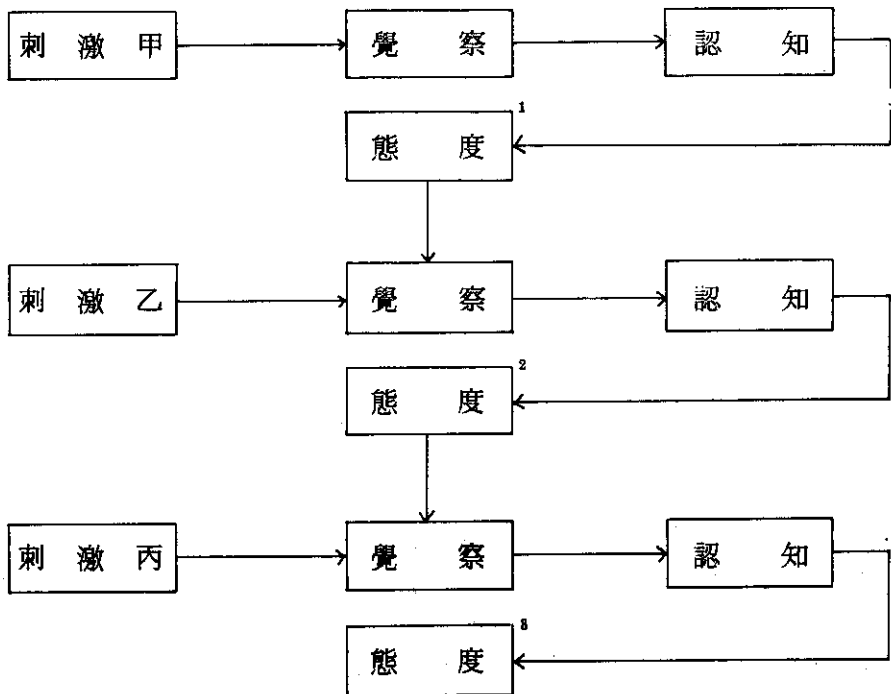 刺激甲 覺察 認知
態度 1
刺激乙 覺察 認知
態度 2
刺激丙 覺察 認知
態度 3